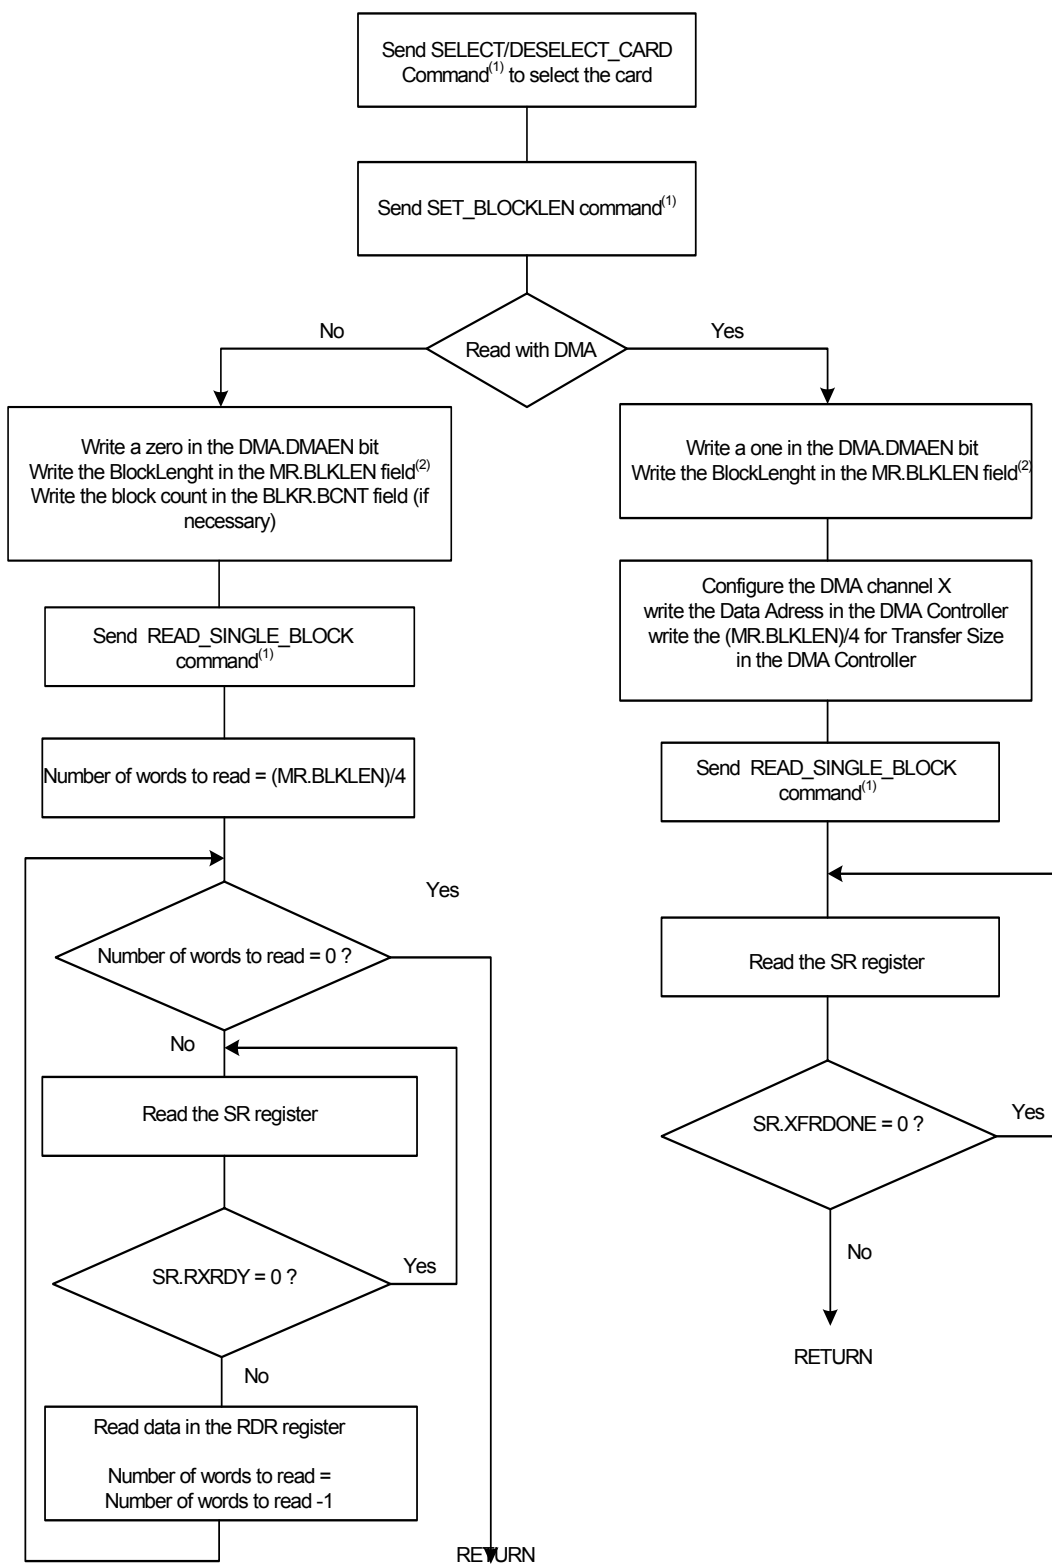 Send SELECT/DESELECT_CARD
Command(1) to select the card
Send SET_BLOCKLEN command(1)
No
Yes
Read with DMA
Write a zero in the DMA.DMAEN bit
Write the BlockLenght in the MR.BLKLEN field(2)
Write the block count in the BLKR.BCNT field (if
necessary)
Send READ_SINGLE_BLOCK
command(1)
Number of words to read = (MR.BLKLEN)/4
Yes
Number of words to read = 0 ?
No
Read the SR register
SR.RXRDY = 0 ?
Yes
No
Read data in the RDR register
Number of words to read =
Number of words to read -1
RETURN
Write a one in the DMA.DMAEN bit
Write the BlockLenght in the MR.BLKLEN field(2)
Configure the DMA channel X
write the Data Adress in the DMA Controller
write the (MR.BLKLEN)/4 for Transfer Size
in the DMA Controller
Send READ_SINGLE_BLOCK
command(1)
Read the SR register
SR.XFRDONE = 0 ?
Yes
No
RETURN